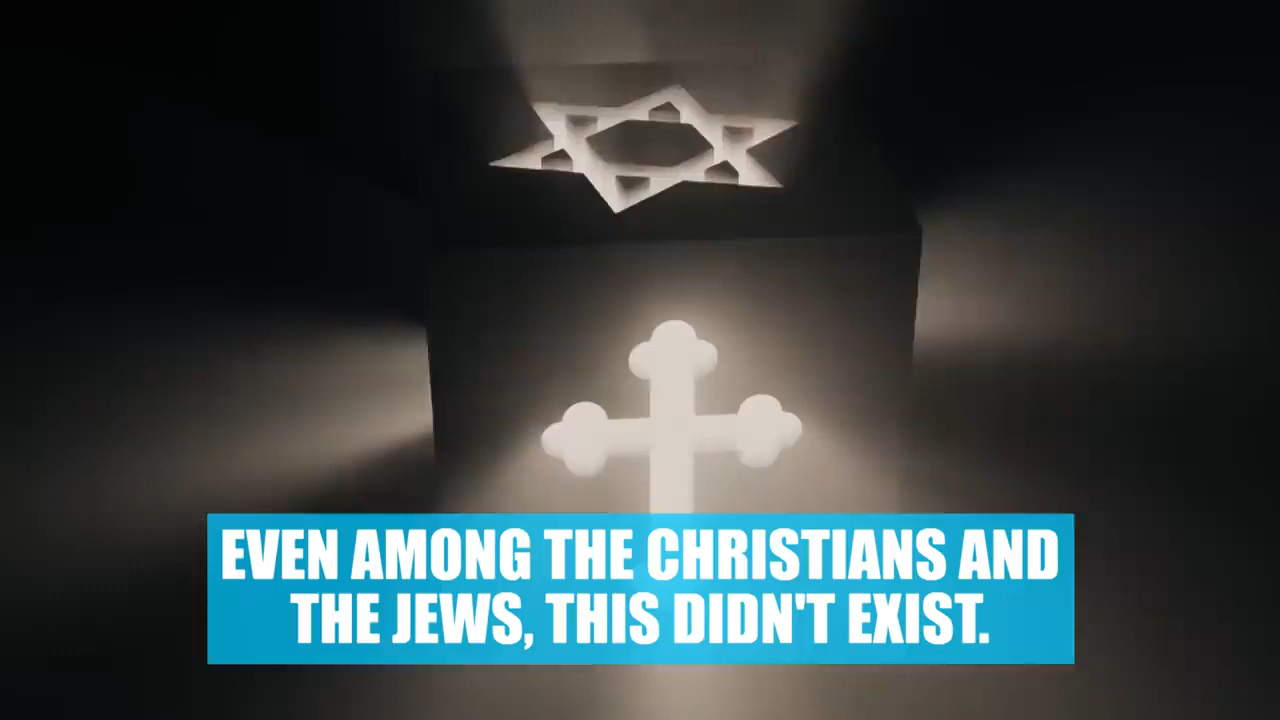 EVEN AMONG THE CHRISTIANS AND
THE JEWS, THIS DIDN'T EXIST.